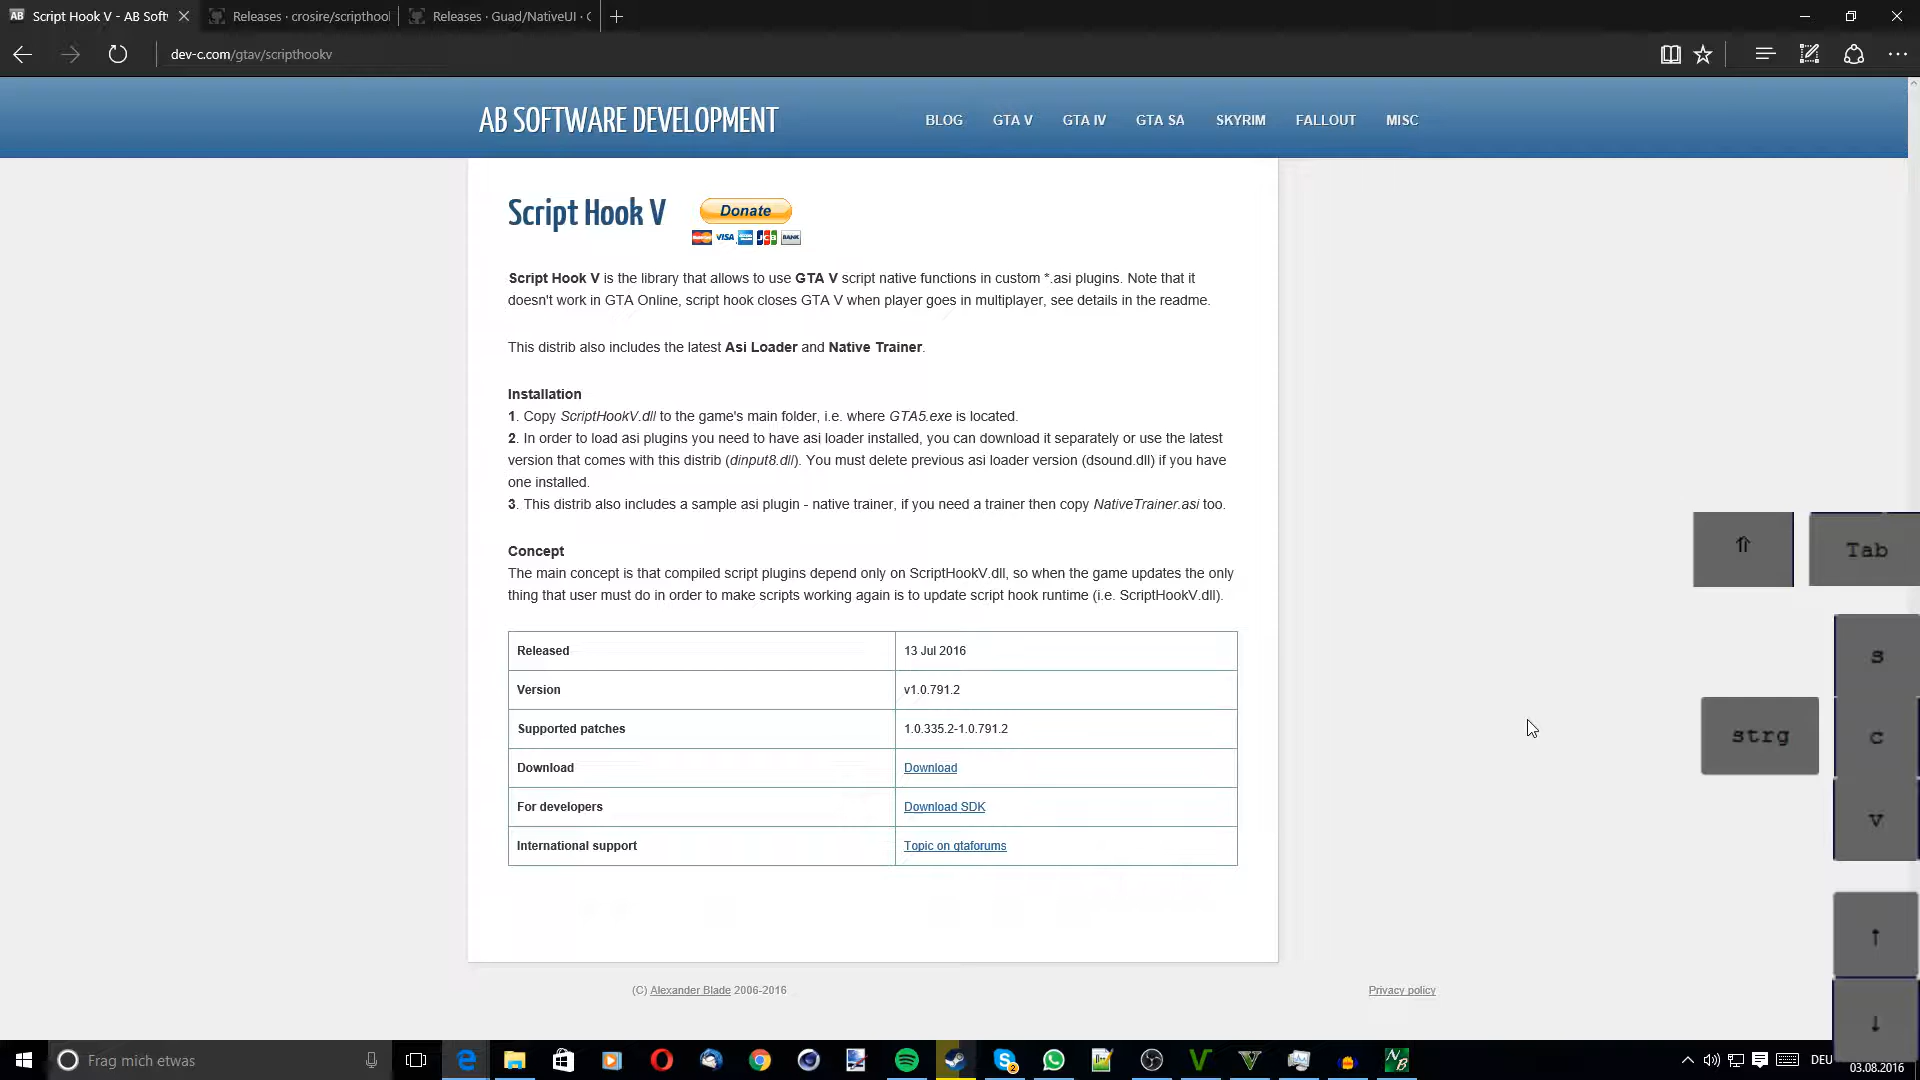 AB Script Hook V - AB Soft
Releases · crosire/scripthool
Releases · Guad/NativeUI ·
dev-c.com/gtav/scripthookv
AB SOFTWARE DEVELOPMENT
BLOG GTA V GTA IV GTA SA SKYRIM FALLOUT MISC
Script Hook V
Donate
VISA BANK
Script Hook V is the library that allows to use GTA V script native functions in custom *.asi plugins. Note that it
doesn't work in GTA Online, script hook closes GTA V when player goes in multiplayer, see details in the readme.
This distrib also includes the latest Asi Loader and Native Trainer.
Installation
1. Copy ScriptHookV.dll to the game's main folder, i.e. where GTA5.exe is located.
2. In order to load asi plugins you need to have asi loader installed, you can download it separately or use the latest
version that comes with this distrib (dinput8.dll). You must delete previous asi loader version (dsound.dll) if you have
one installed.
3. This distrib also includes a sample asi plugin - native trainer, if you need a trainer then copy NativeTrainer.asi too.
Concept
The main concept is that compiled script plugins depend only on ScriptHookV.dll, so when the game updates the only
thing that user must do in order to make scripts working again is to update script hook runtime (i.e. ScriptHookV.dll).
Released 13 Jul 2016
Version v1.0.791.2
Supported patches 1.0.335.2-1.0.791.2
Download Download
For developers Download SDK
International support Topic on gtaforums
(C) Alexander Blade 2006-2016
Privacy policy
⇑ Tab
s
strg c
v
↑
↓
Frag mich etwas
2
NB
DEU
03.08.2016